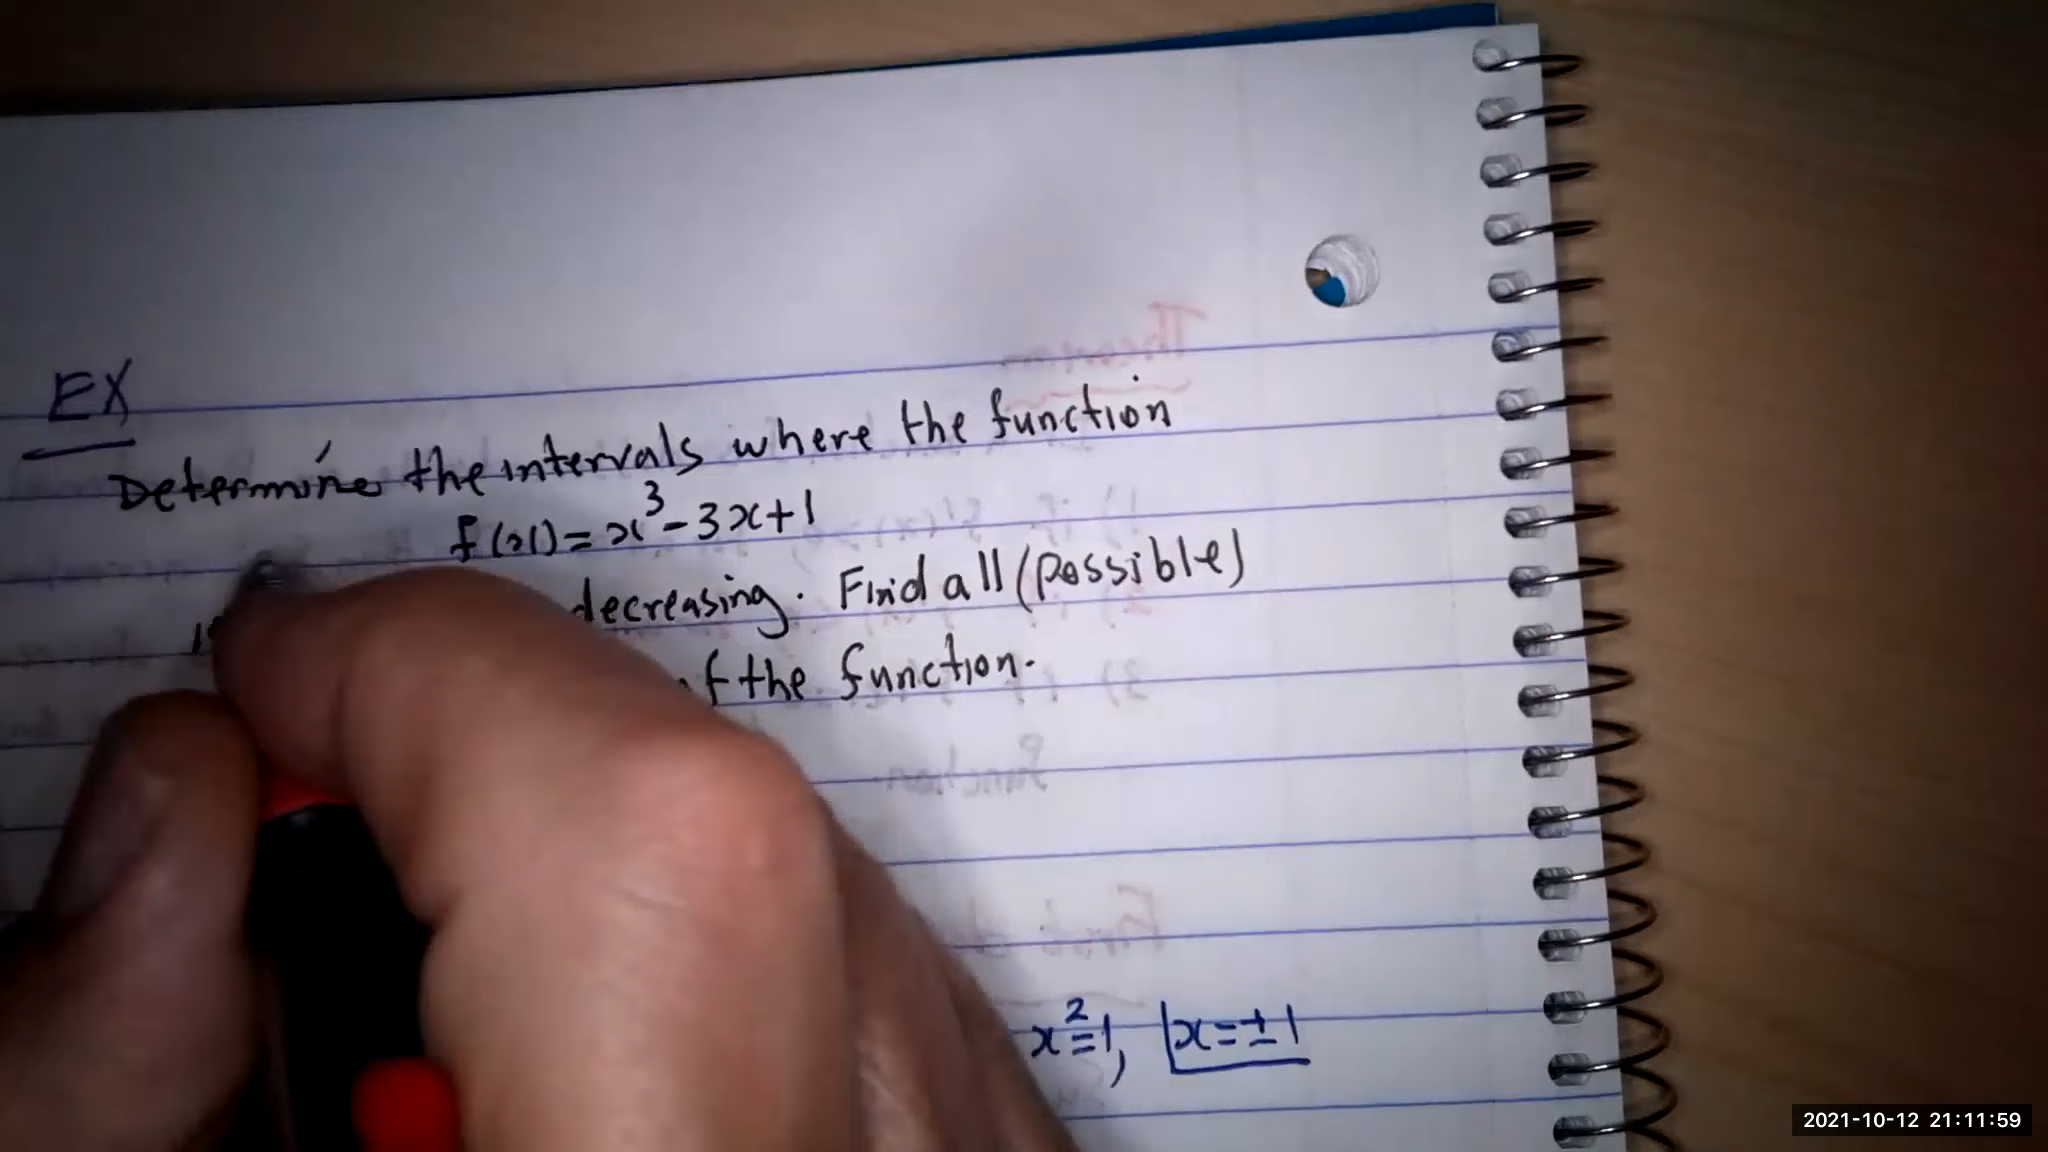 EX
Determine the intervals where the function
f(x) = x³ - 3x + 1
decreasing. Find all (possible)
of the function.
x² = 1, x = ± 1
2021-10-12 21:11:59